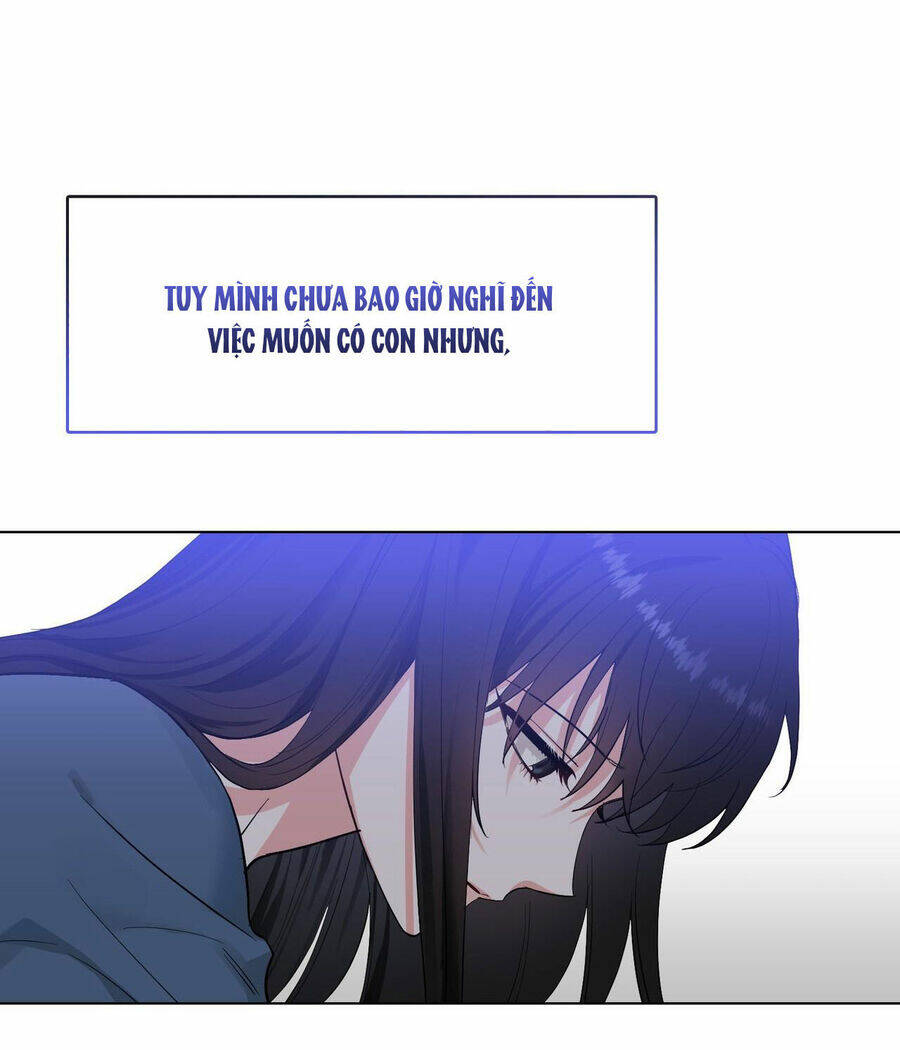 TUY MÌNH CHƯA BAO GIỜ NGHĨ ĐẾN
VIỆC MUỐN CÓ CON NHƯNG,